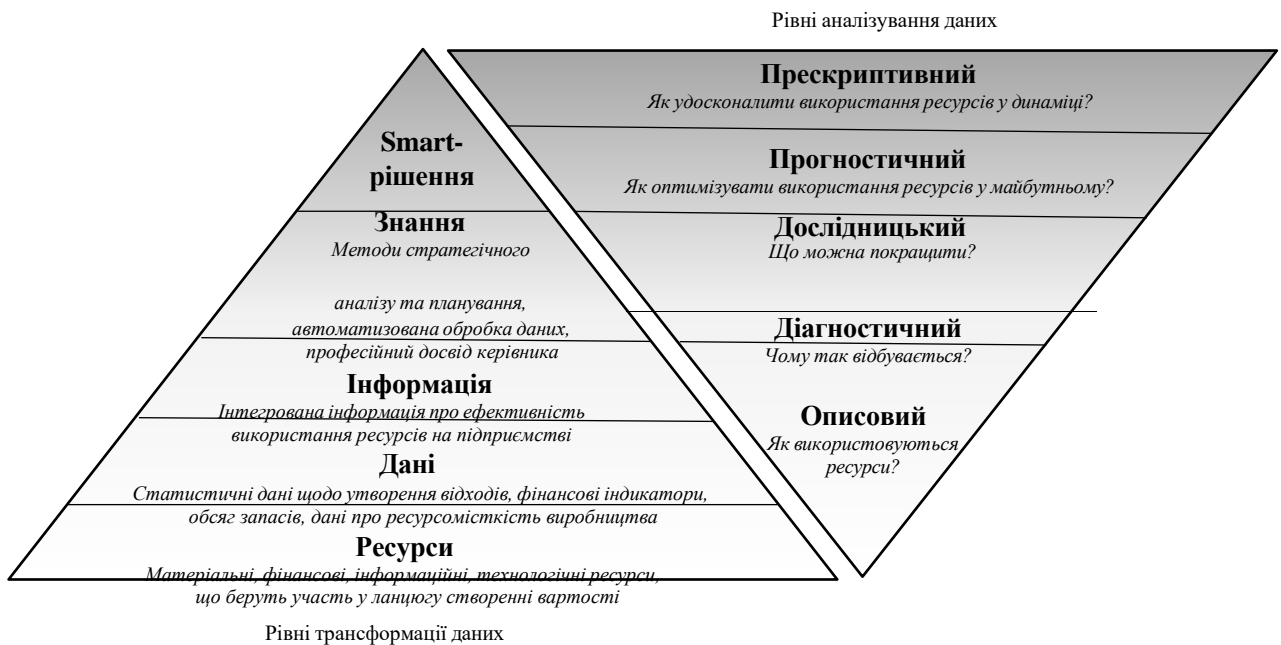 Рівні аналізування даних
Прескриптивний
Як удосконалити використання ресурсів у динаміці?
Прогностичний
Як оптимізувати використання ресурсів у майбутньому?
Дослідницький
Що можна покращити?
Діагностичний
Чому так відбувається?
Описовий
Як використовуються
ресурси?
Smart-
рішення
Знання
Методи стратегічного
аналізу та планування,
автоматизована обробка даних,
професійний досвід керівника
Інформація
Інтегрована інформація про ефективність
використання ресурсів на підприємстві
Дані
Статистичні дані щодо утворення відходів, фінансові індикатори,
обсяг запасів, дані про ресурсомісткість виробництва
Ресурси
Матеріальні, фінансові, інформаційні, технологічні ресурси,
що беруть участь у ланцюгу створенні вартості
Рівні трансформації даних